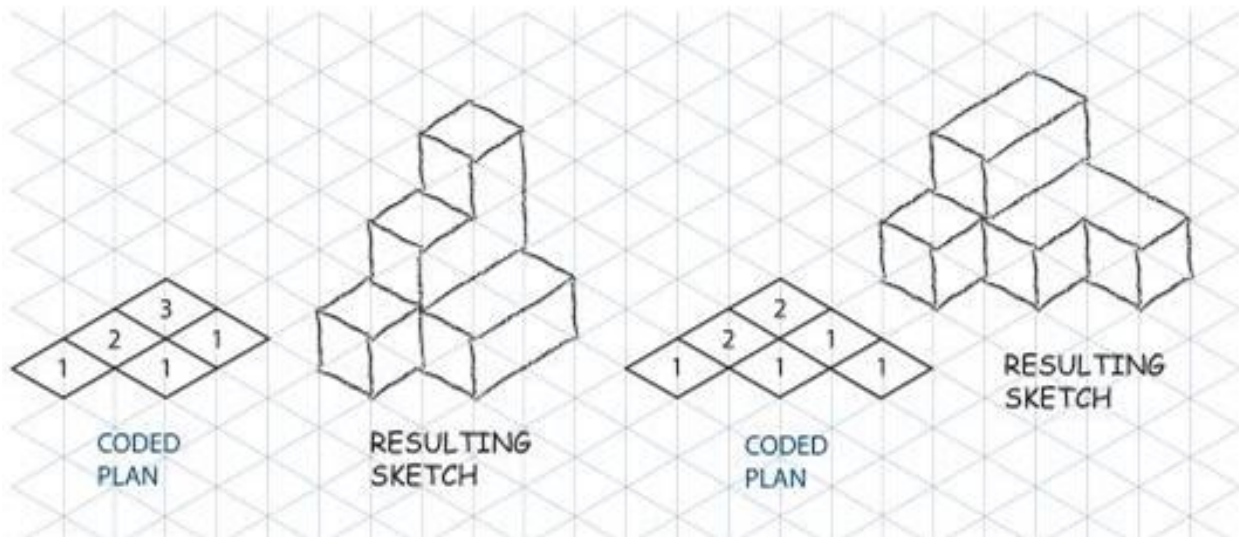 3
2
1
1
1
CODED
PLAN
RESULTING
SKETCH
2
2
1
1
1
1
CODED
PLAN
RESULTING
SKETCH